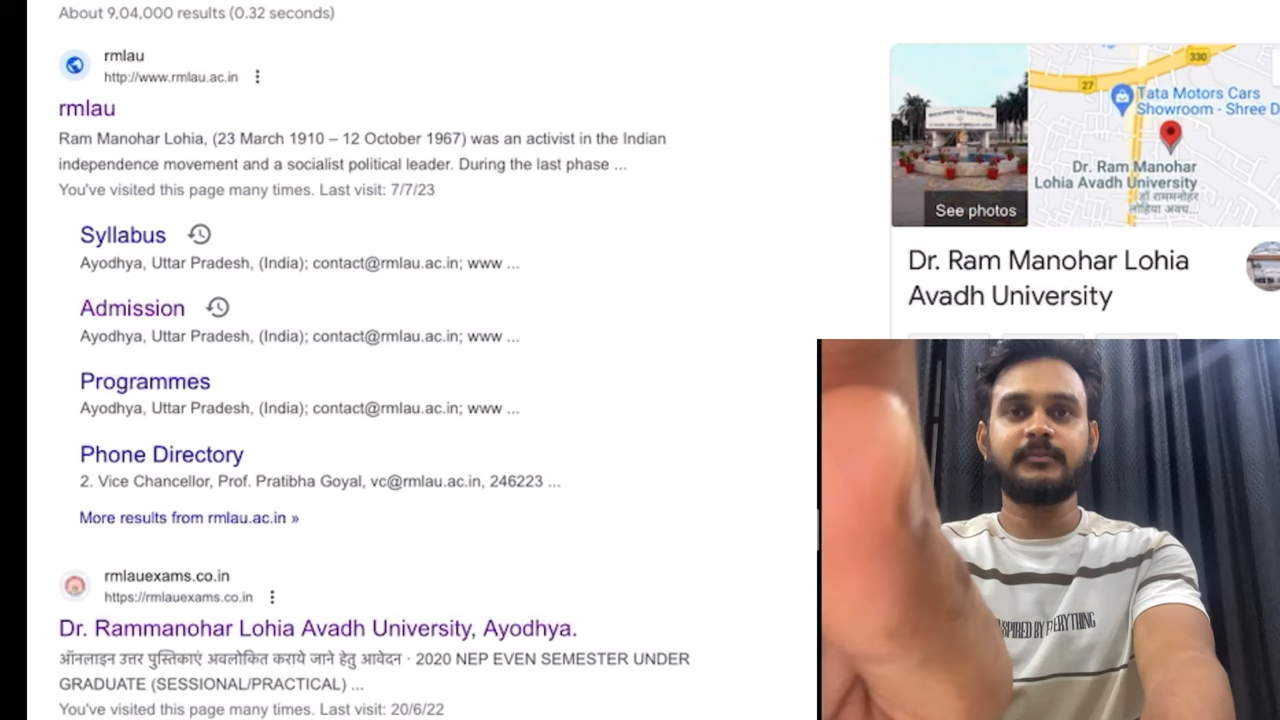 About 9,04,000 results (0.32 seconds)
rmlau
http://www.rmlau.ac.in
rmlau
Ram Manohar Lohia, (23 March 1910 – 12 October 1967) was an activist in the Indian
independence movement and a socialist political leader. During the last phase ...
You've visited this page many times. Last visit: 7/7/23
Syllabus
Ayodhya, Uttar Pradesh, (India); contact@rmlau.ac.in; www ...
Admission
Ayodhya, Uttar Pradesh, (India); contact@rmlau.ac.in; www ...
Programmes
Ayodhya, Uttar Pradesh, (India); contact@rmlau.ac.in; www ...
Phone Directory
2. Vice Chancellor, Prof. Pratibha Goyal, vc@rmlau.ac.in, 246223 ...
More results from rmlau.ac.in »
rmlauexams.co.in
https://rmlauexams.co.in
Dr. Rammanohar Lohia Avadh University, Ayodhya.
ऑनलाइन उत्तर पुस्तिकाएं अवलोकित कराये जाने हेतु आवेदन · 2020 NEP EVEN SEMESTER UNDER
GRADUATE (SESSIONAL/PRACTICAL) ...
You've visited this page many times. Last visit: 20/6/22
330
27
Tata Motors Cars
Showroom - Shree D
Dr. Ram Manohar
Lohia Avadh University
डॉ राममनोहर
लोहिया अवध...
See photos
Dr. Ram Manohar Lohia
Avadh University
SPIRED BY EVERYTHING